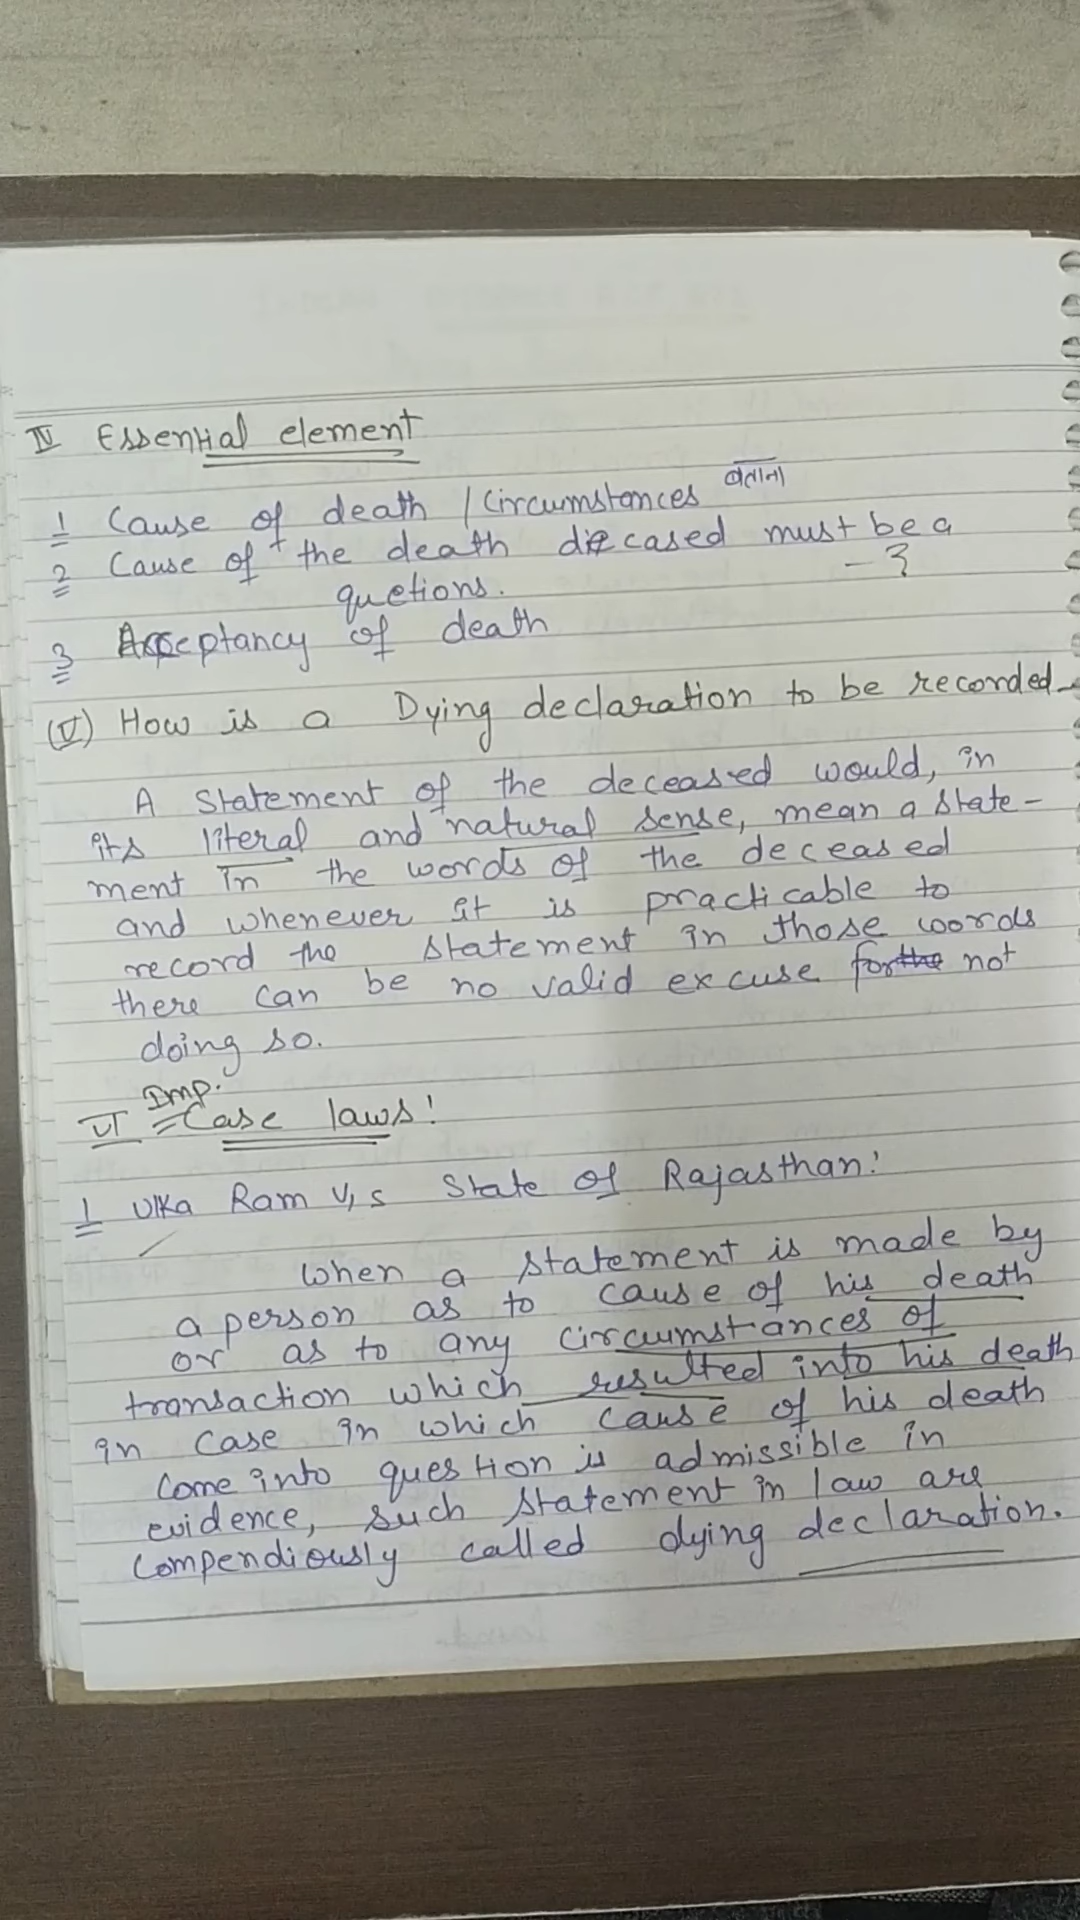 IV Essential element
1 Cause of death / Circumstances बताना
2 Cause of the death diecased must be a
quetions. - ?
3 Acceptancy of death
(V) How is a Dying declaration to be recorded-
A Statement of the deceased would, in
its literal and natural sense, mean a state-
ment in the words of the deceased
and whenever it is practicable to
record the statement in those words
there can be no valid excuse for the not
doing so.
Imp.
VI Case laws!
1 Ulka Ram V/s State of Rajasthan:
When a statement is made by
a person as to cause of his death
or as to any circumstances of
transaction which resulted into his death
in case in which cause of his death
come into question is admissible in
evidence, such statement in law are
compendiously called dying declaration.